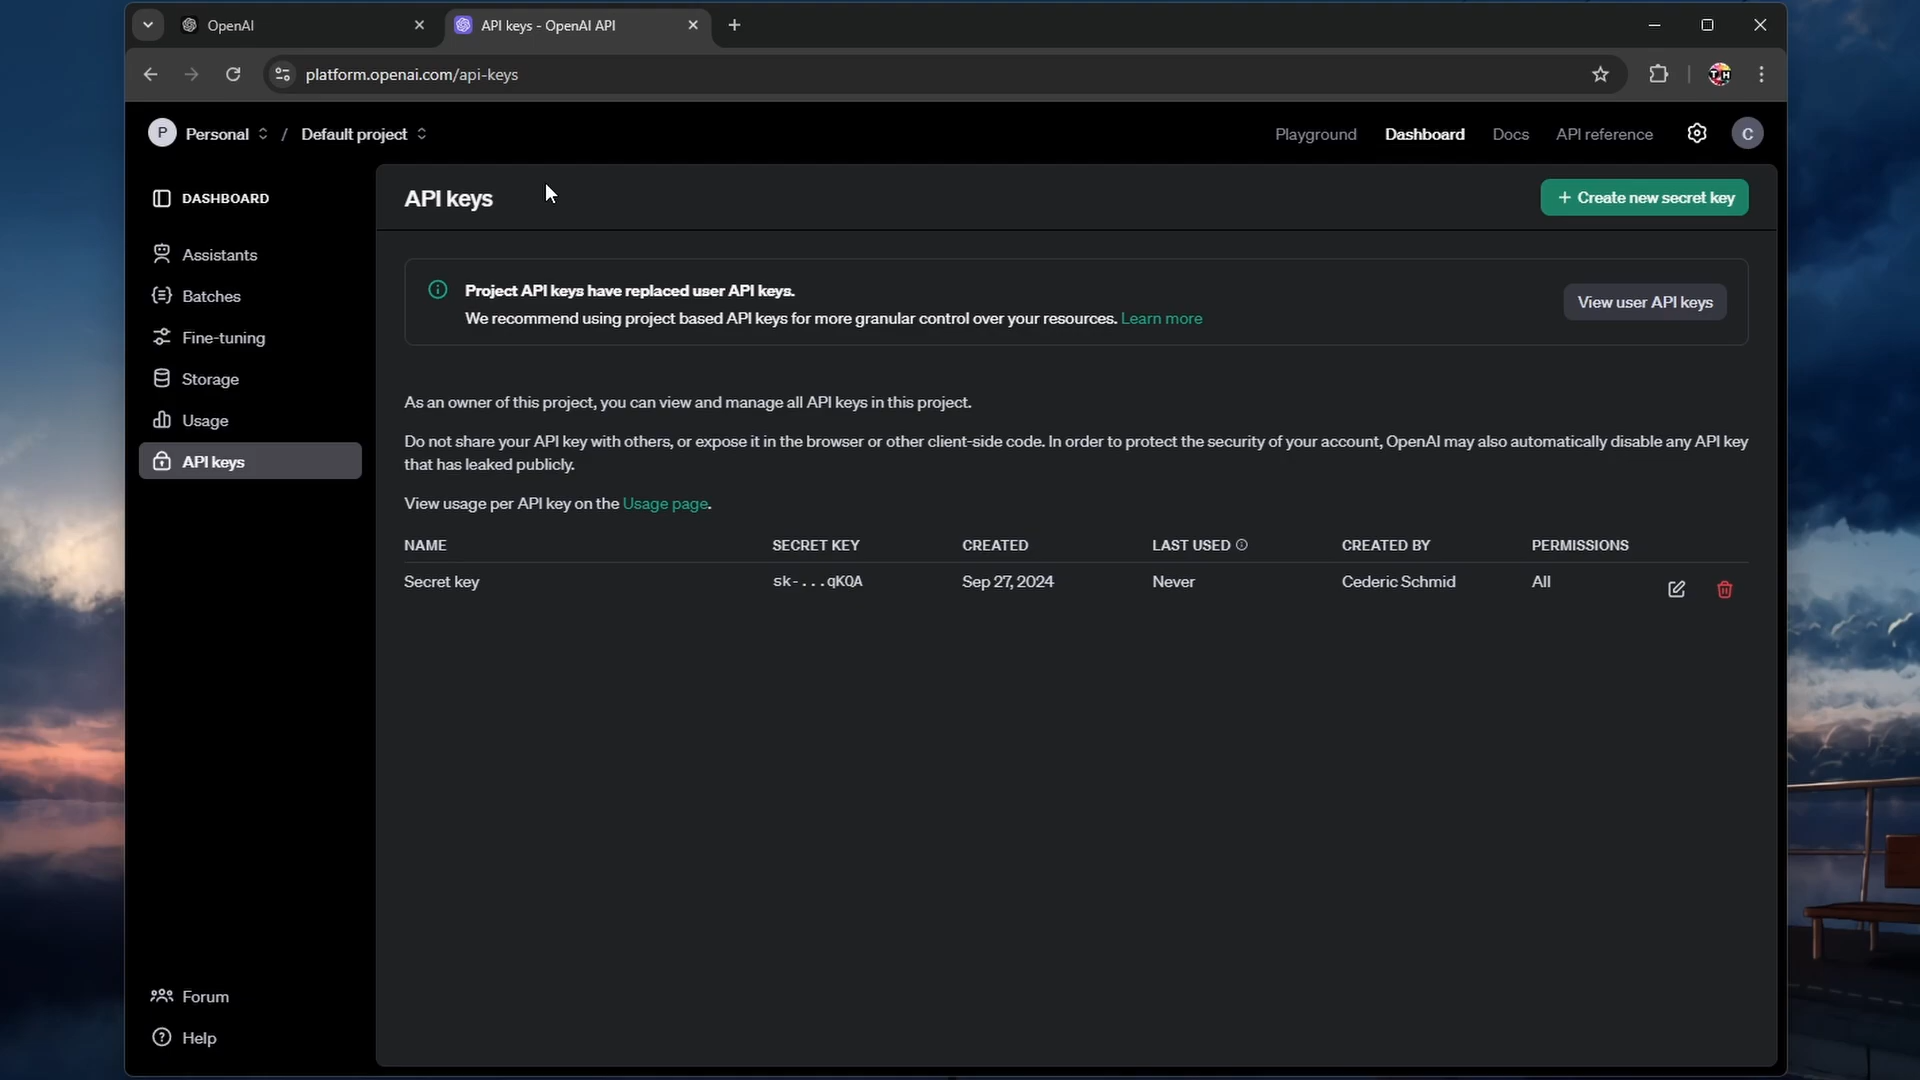 OpenAI
API keys - OpenAI API
platform.openai.com/api-keys
P Personal / Default project
Playground Dashboard Docs API reference C
DASHBOARD
Assistants
Batches
Fine-tuning
Storage
Usage
API keys
Forum
Help
API keys
+ Create new secret key
Project API keys have replaced user API keys.
We recommend using project based API keys for more granular control over your resources. Learn more
View user API keys
As an owner of this project, you can view and manage all API keys in this project.
Do not share your API key with others, or expose it in the browser or other client-side code. In order to protect the security of your account, OpenAI may also automatically disable any API key
that has leaked publicly.
View usage per API key on the Usage page.
NAME SECRET KEY CREATED LAST USED CREATED BY PERMISSIONS
Secret key sk-...qKQA Sep 27, 2024 Never Cederic Schmid All